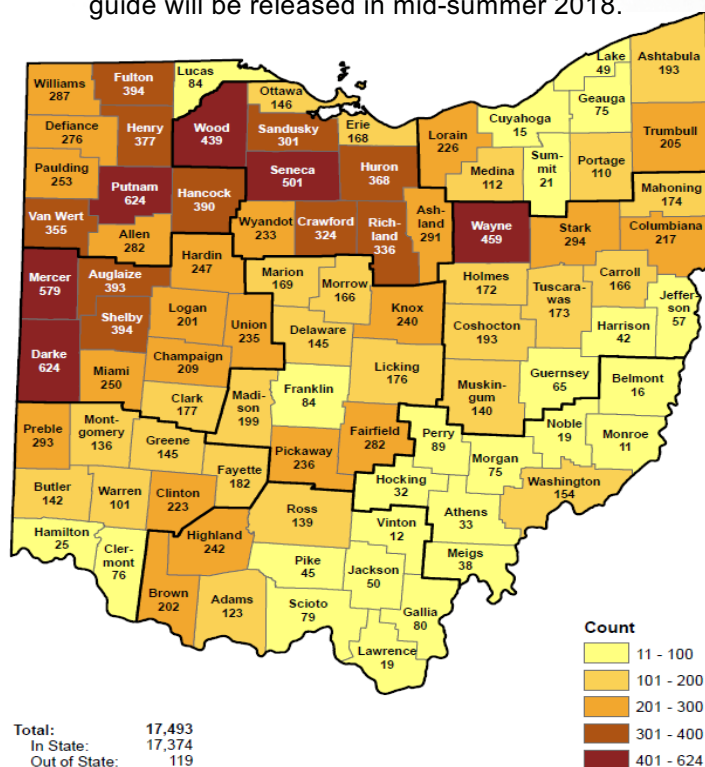 guide will be released in mid-summer 2018.
Lake
49
Ashtabula
193
Lucas
84
Fulton
394
Williams
287
Ottawa
146
Geauga
75
Cuyahoga
15
Defiance
276
Henry
377
Wood
439
Sandusky
301
Erie
168
Lorain
226
Trumbull
205
Medina
112
Sum-
mit
21
Portage
110
Paulding
253
Putnam
624
Hancock
390
Seneca
501
Huron
368
Mahoning
174
Van Wert
355
Allen
282
Wyandot
233
Crawford
324
Rich-
land
336
Ash-
land
291
Wayne
459
Stark
294
Columbiana
217
Mercer
579
Auglaize
393
Hardin
247
Marion
169
Morrow
166
Holmes
172
Tuscara-
was
173
Carroll
166
Jeffer-
son
57
Shelby
394
Logan
201
Union
235
Delaware
145
Knox
240
Coshocton
193
Harrison
42
Darke
624
Miami
250
Champaign
209
Licking
176
Muskin-
gum
140
Guernsey
65
Belmont
16
Clark
177
Madi-
son
199
Franklin
84
Preble
293
Mont-
gomery
136
Greene
145
Fayette
182
Pickaway
236
Fairfield
282
Perry
89
Morgan
75
Noble
19
Monroe
11
Butler
142
Warren
101
Clinton
223
Hocking
32
Washington
154
Ross
139
Athens
33
Vinton
12
Hamilton
25
Cler-
mont
76
Highland
242
Meigs
38
Pike
45
Jackson
50
Brown
202
Adams
123
Scioto
79
Gallia
80
Lawrence
19
Count
11 - 100
101 - 200
201 - 300
301 - 400
401 - 624
Total: 17,493
In State: 17,374
Out of State: 119